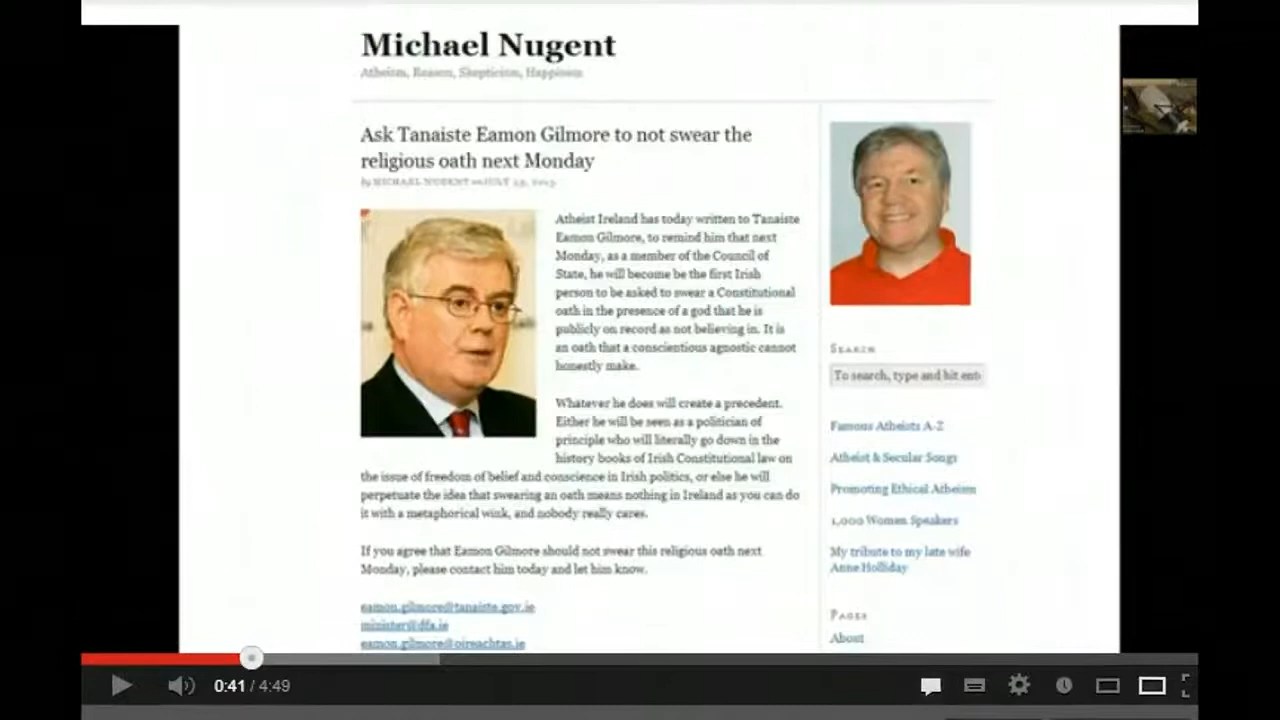 Michael Nugent
Atheism, Reason, Skepticism, Happiness
Ask Tanaiste Eamon Gilmore to not swear the
religious oath next Monday
by MICHAEL NUGENT on JULY
Atheist Ireland has today written to Tanaiste
Eamon Gilmore, to remind him that next
Monday, as a member of the Council of
State, he will become be the first Irish
person to be asked to swear a Constitutional
oath in the presence of a god that he is
publicly on record as not believing in. It is
an oath that a conscientious agnostic cannot
honestly make.
Whatever he does will create a precedent.
Either he will be seen as a politician of
principle who will literally go down in the
history books of Irish Constitutional law on
the issue of freedom of belief and conscience in Irish politics, or else he will
perpetuate the idea that swearing an oath means nothing in Ireland as you can do
it with a metaphorical wink, and nobody really cares.
If you agree that Eamon Gilmore should not swear this religious oath next
Monday, please contact him today and let him know.
eamon.gilmore@tanaiste.gov.ie
minister@dfa.ie
eamon.gilmore@oireachtas.ie
SEARCH
To search, type and hit ente
Famous Atheists A-Z
Atheist & Secular Songs
Promoting Ethical Atheism
1,000 Women Speakers
My tribute to my late wife
Anne Holliday
PAGES
About
0:41 / 4:49